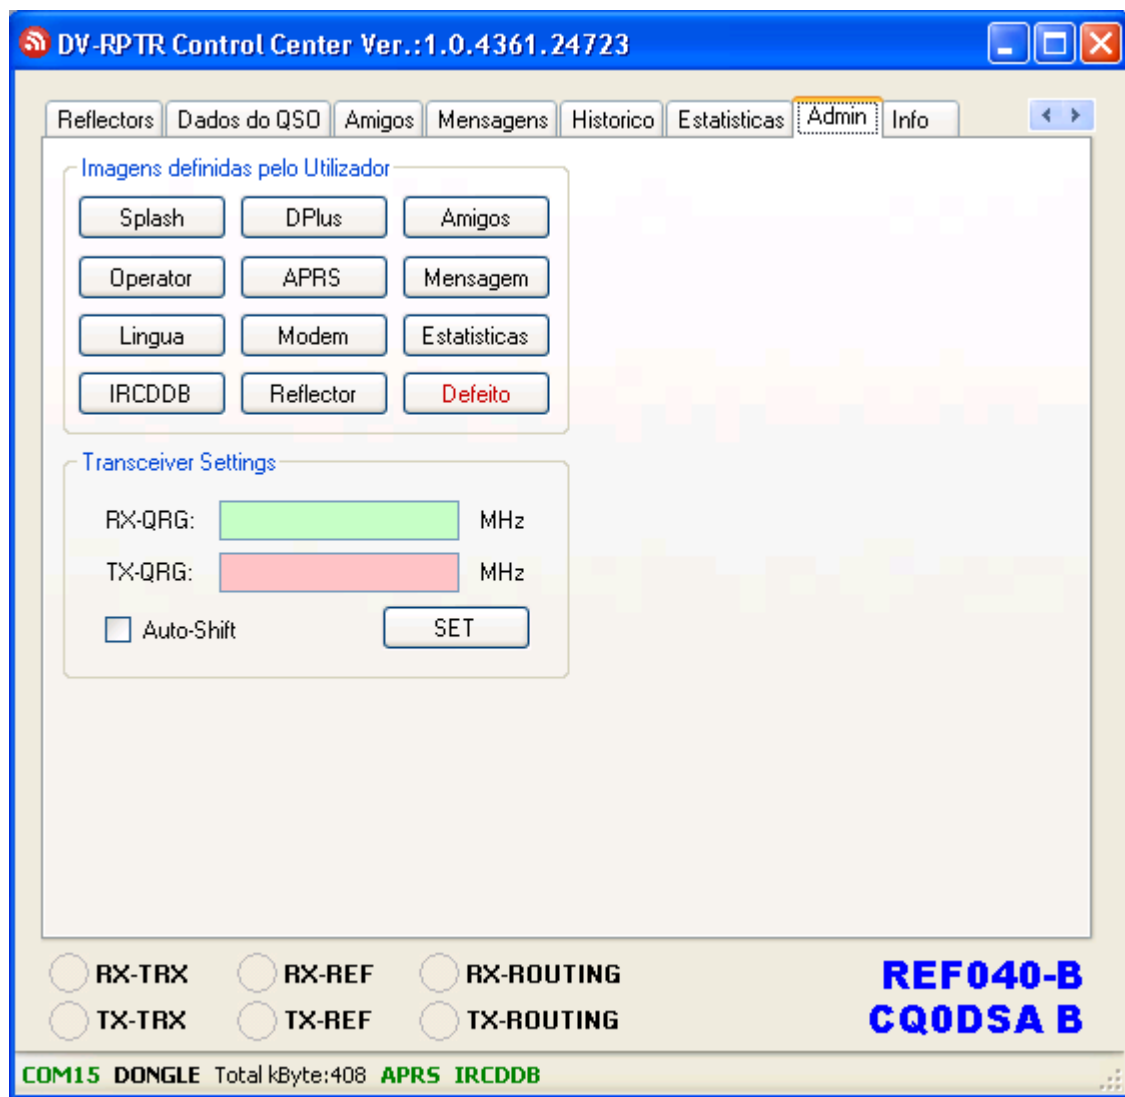 DV-RPTR Control Center Ver.:1.0.4361.24723
Reflectors Dados do QSO Amigos Mensagens Historico Estatisticas Admin Info
Imagens definidas pelo Utilizador
Splash DPlus Amigos
Operator APRS Mensagem
Lingua Modem Estatisticas
IRCDDB Reflector Defeito
Transceiver Settings
RX-QRG: MHz
TX-QRG: MHz
Auto-Shift SET
RX-TRX RX-REF RX-ROUTING REF040-B
TX-TRX TX-REF TX-ROUTING CQ0DSA B
COM15 DONGLE Total kByte:408 APRS IRCDDB